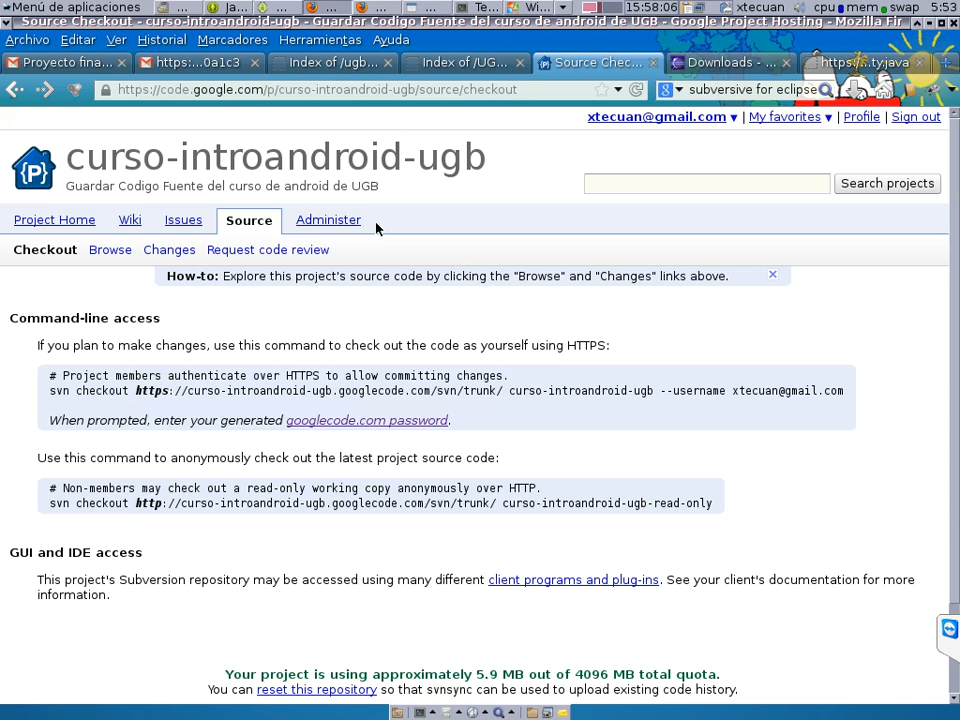 Menú de aplicaciones ... Ja... ... ... ... ... Te... Wi... 15:58:06 xtecuan cpu mem swap 5:53
Source Checkout - curso-introandroid-ugb - Guardar Codigo Fuente del curso de android de UGB - Google Project Hosting - Mozilla Fir
Archivo Editar Ver Historial Marcadores Herramientas Ayuda
Proyecto fina... https:...0a1c3 Index of /ugb... Index of /UG... Source Chec... Downloads - ... https:/...ty.java
https://code.google.com/p/curso-introandroid-ugb/source/checkout subversive for eclipse
xtecuan@gmail.com ▼ | My favorites ▼ | Profile | Sign out
curso-introandroid-ugb
Guardar Codigo Fuente del curso de android de UGB
Search projects
Project Home Wiki Issues Source Administer
Checkout Browse Changes Request code review
How-to: Explore this project's source code by clicking the "Browse" and "Changes" links above.
Command-line access
If you plan to make changes, use this command to check out the code as yourself using HTTPS:
# Project members authenticate over HTTPS to allow committing changes.
svn checkout https://curso-introandroid-ugb.googlecode.com/svn/trunk/ curso-introandroid-ugb --username xtecuan@gmail.com
When prompted, enter your generated googlecode.com password.
Use this command to anonymously check out the latest project source code:
# Non-members may check out a read-only working copy anonymously over HTTP.
svn checkout http://curso-introandroid-ugb.googlecode.com/svn/trunk/ curso-introandroid-ugb-read-only
GUI and IDE access
This project's Subversion repository may be accessed using many different client programs and plug-ins. See your client's documentation for more
information.
Your project is using approximately 5.9 MB out of 4096 MB total quota.
You can reset this repository so that svnsync can be used to upload existing code history.